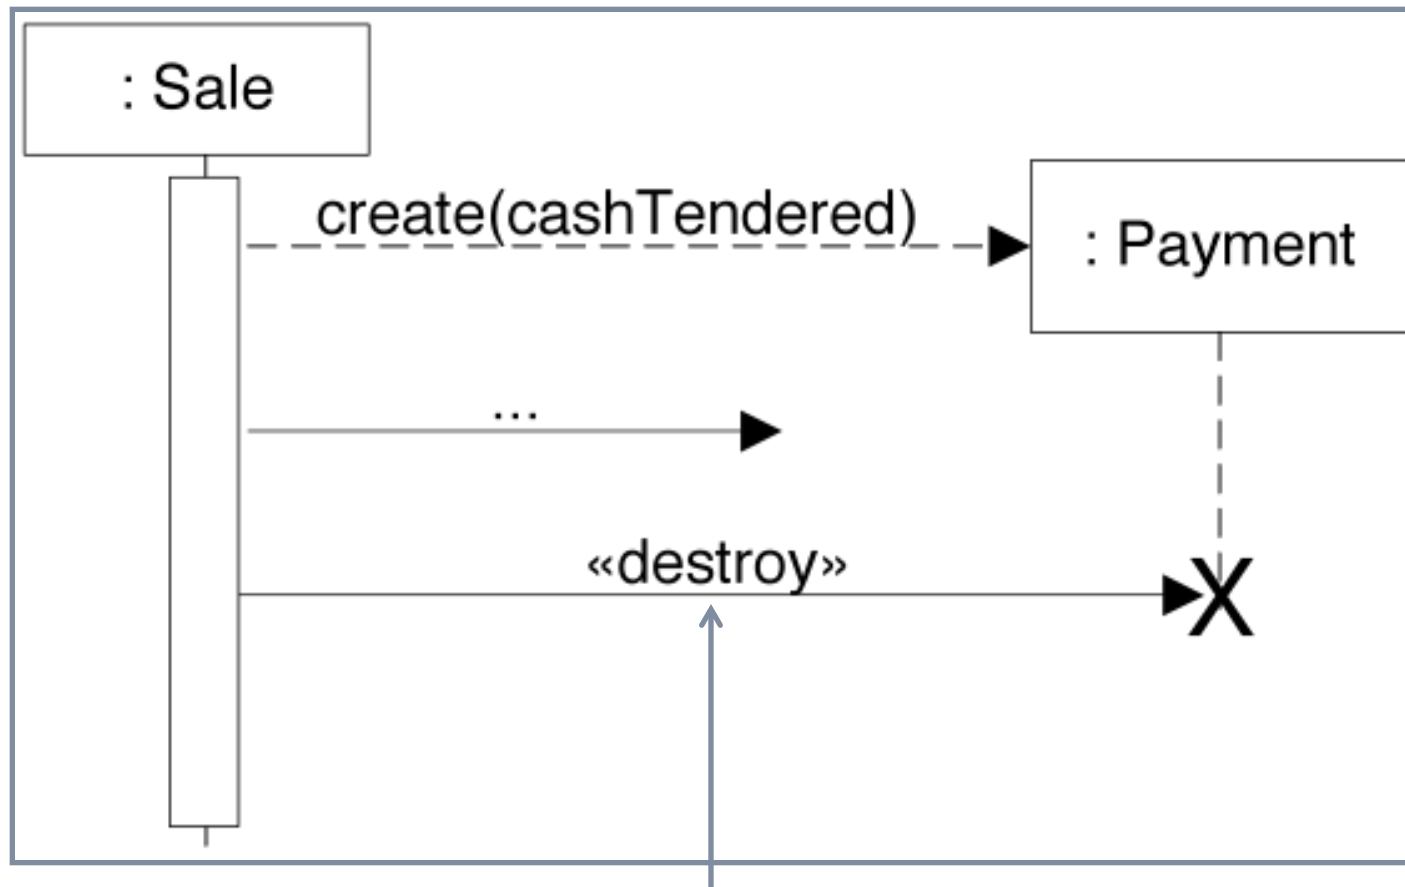 : Sale
create(cashTendered)
: Payment
...
«destroy»
X